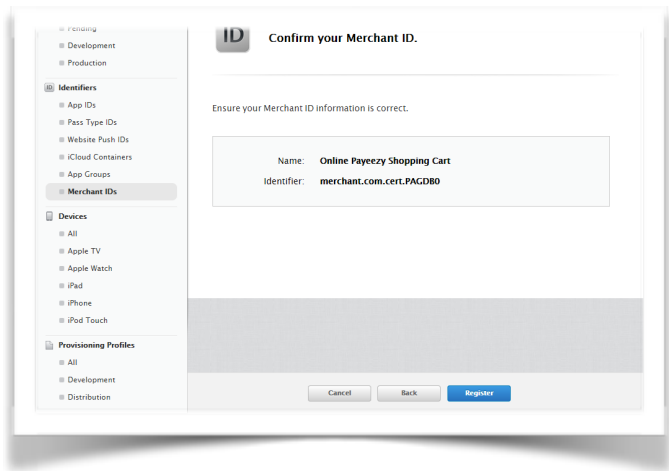 Pending
Development
Production
ID Identifiers
App IDs
Pass Type IDs
Website Push IDs
iCloud Containers
App Groups
Merchant IDs
Devices
All
Apple TV
Apple Watch
iPad
iPhone
iPod Touch
Provisioning Profiles
All
Development
Distribution
ID Confirm your Merchant ID.
Ensure your Merchant ID information is correct.
Name: Online Payeezy Shopping Cart
Identifier: merchant.com.cert.PAGDB0
Cancel Back Register